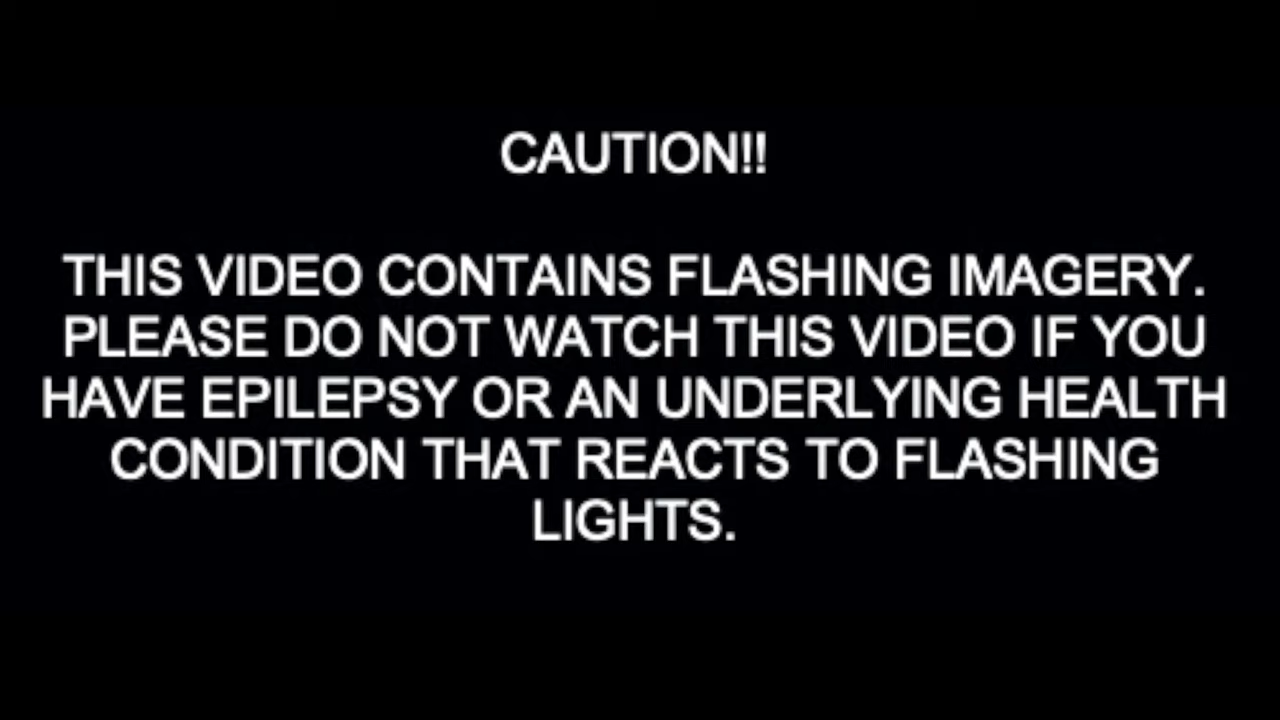 CAUTION!!
THIS VIDEO CONTAINS FLASHING IMAGERY.
PLEASE DO NOT WATCH THIS VIDEO IF YOU
HAVE EPILEPSY OR AN UNDERLYING HEALTH
CONDITION THAT REACTS TO FLASHING
LIGHTS.